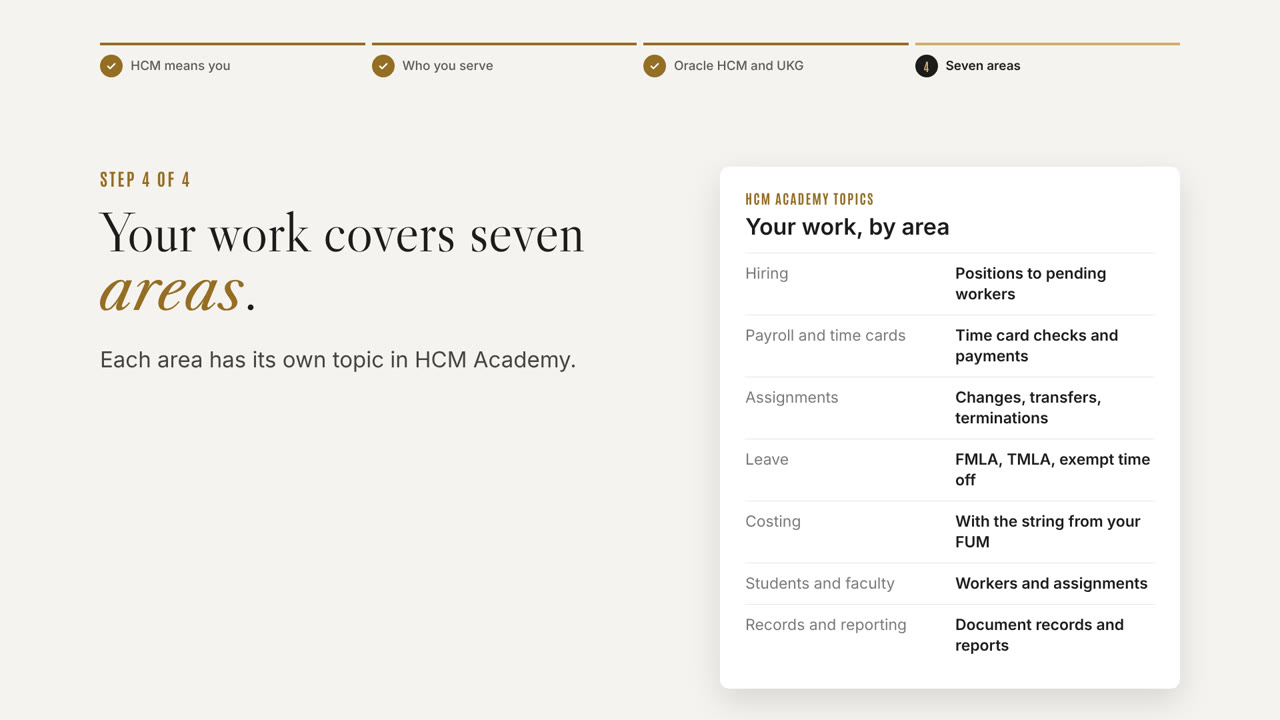 HCM means you
Who you serve
Oracle HCM and UKG
4 Seven areas
STEP 4 OF 4
Your work covers seven
areas.
Each area has its own topic in HCM Academy.
HCM ACADEMY TOPICS
Your work, by area
Hiring
Positions to pending
workers
Payroll and time cards
Time card checks and
payments
Assignments
Changes, transfers,
terminations
Leave
FMLA, TMLA, exempt time
off
Costing
With the string from your
FUM
Students and faculty
Workers and assignments
Records and reporting
Document records and
reports